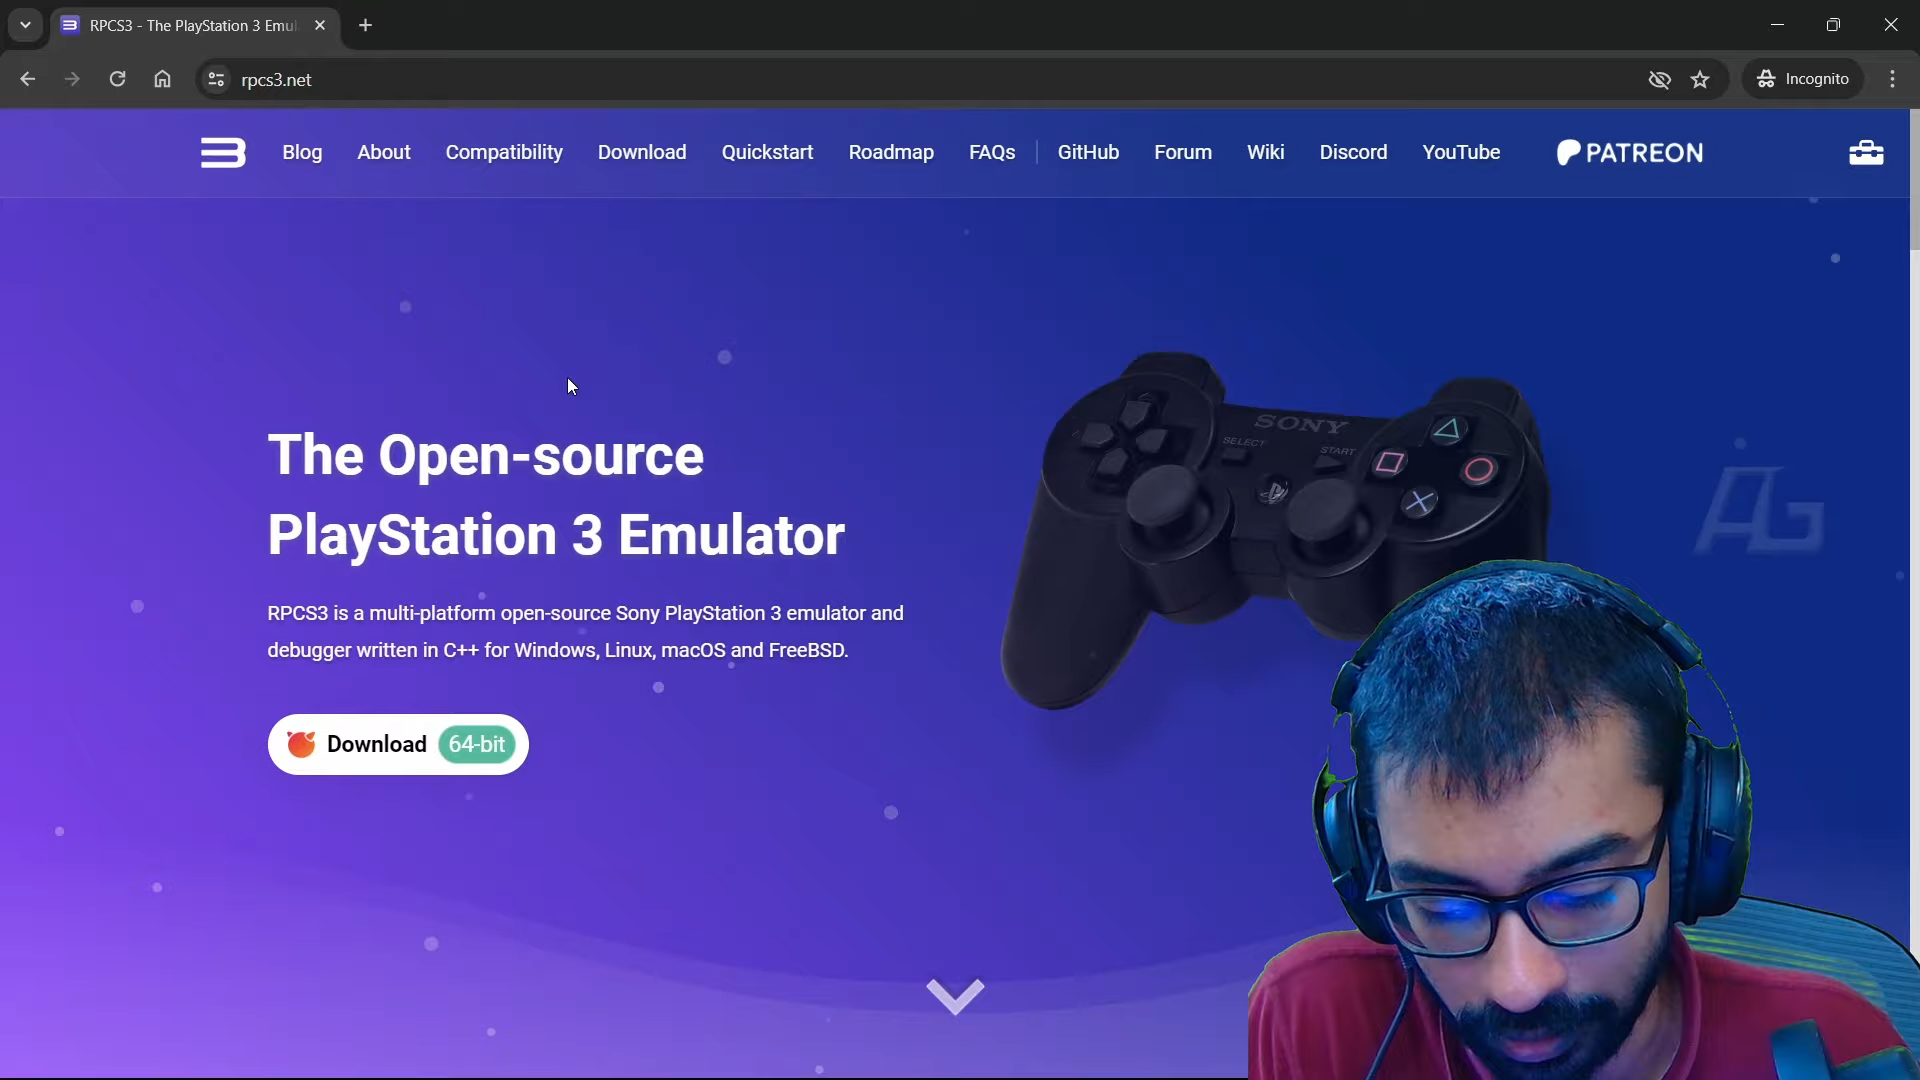 RPCS3 - The PlayStation 3 Emul
rpcs3.net
Incognito
Blog
About
Compatibility
Download
Quickstart
Roadmap
FAQs
GitHub
Forum
Wiki
Discord
YouTube
PATREON
SONY
SELECT
START
The Open-source
PlayStation 3 Emulator
RPCS3 is a multi-platform open-source Sony PlayStation 3 emulator and
debugger written in C++ for Windows, Linux, macOS and FreeBSD.
Download 64-bit
AG